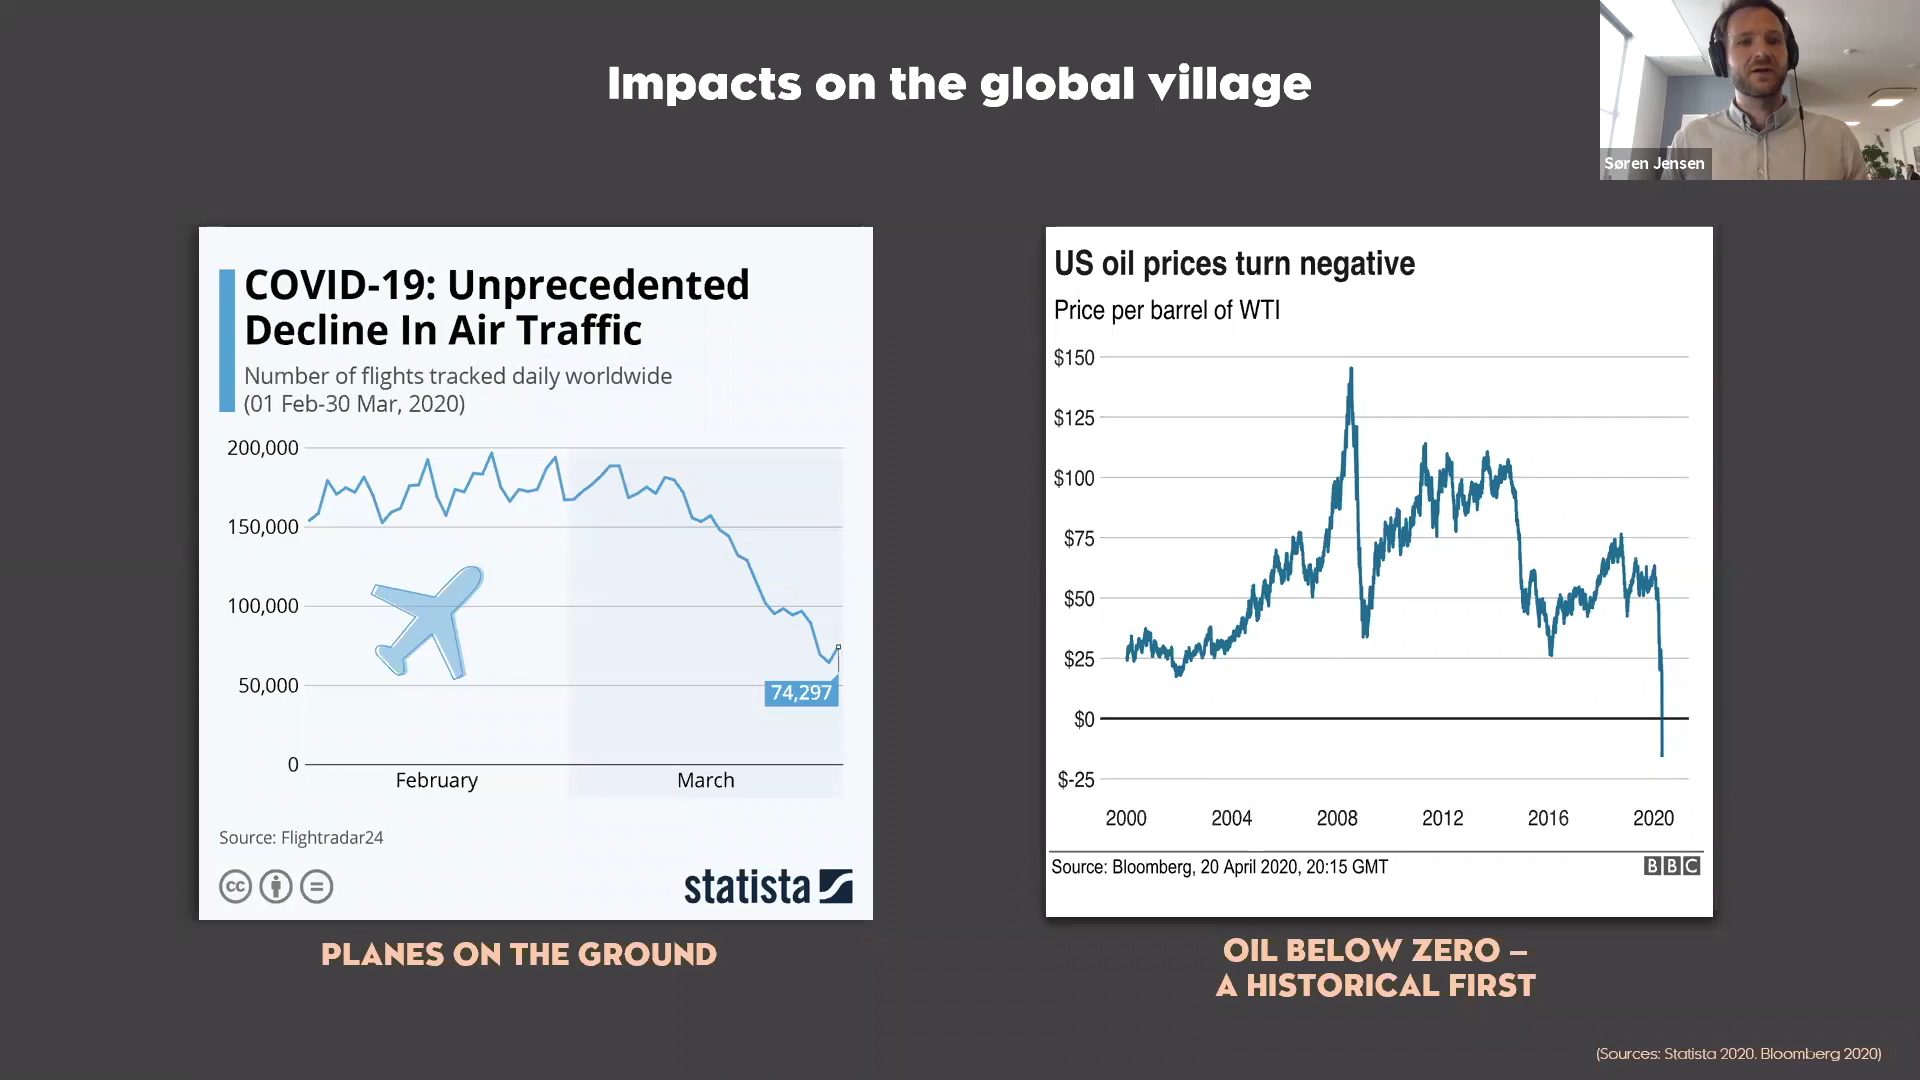 Impacts on the global village
Søren Jensen
COVID-19: Unprecedented
Decline In Air Traffic
Number of flights tracked daily worldwide
(01 Feb-30 Mar, 2020)
200,000
150,000
100,000
50,000
0
74,297
February March
Source: Flightradar24
cc
statista
US oil prices turn negative
Price per barrel of WTI
$150
$125
$100
$75
$50
$25
$0
$-25
2000 2004 2008 2012 2016 2020
Source: Bloomberg, 20 April 2020, 20:15 GMT
BBC
PLANES ON THE GROUND
OIL BELOW ZERO –
A HISTORICAL FIRST
(Sources: Statista 2020. Bloomberg 2020)